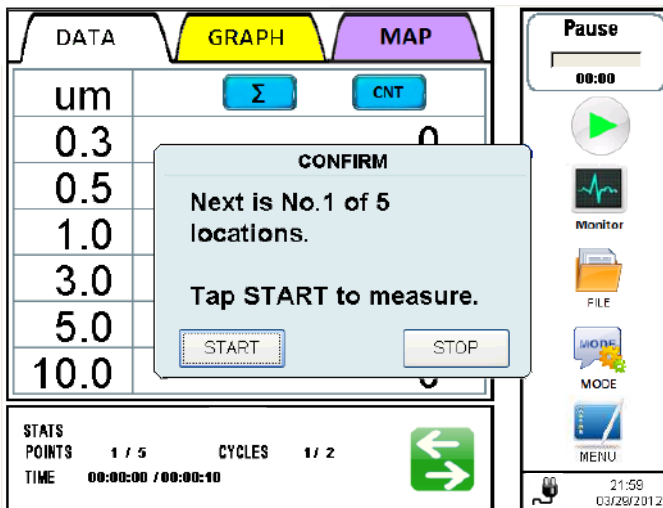 DATA
GRAPH
MAP
um
Σ
CNT
0.3
0
0.5
1.0
3.0
5.0
10.0
CONFIRM
Next is No.1 of 5
locations.
Tap START to measure.
START
STOP
STATS
POINTS 1 / 5 CYCLES 1 / 2
TIME 00:00:00 / 00:00:10
Pause
00:00
Monitor
FILE
MODE
MODE
MENU
21:59
03/29/2012